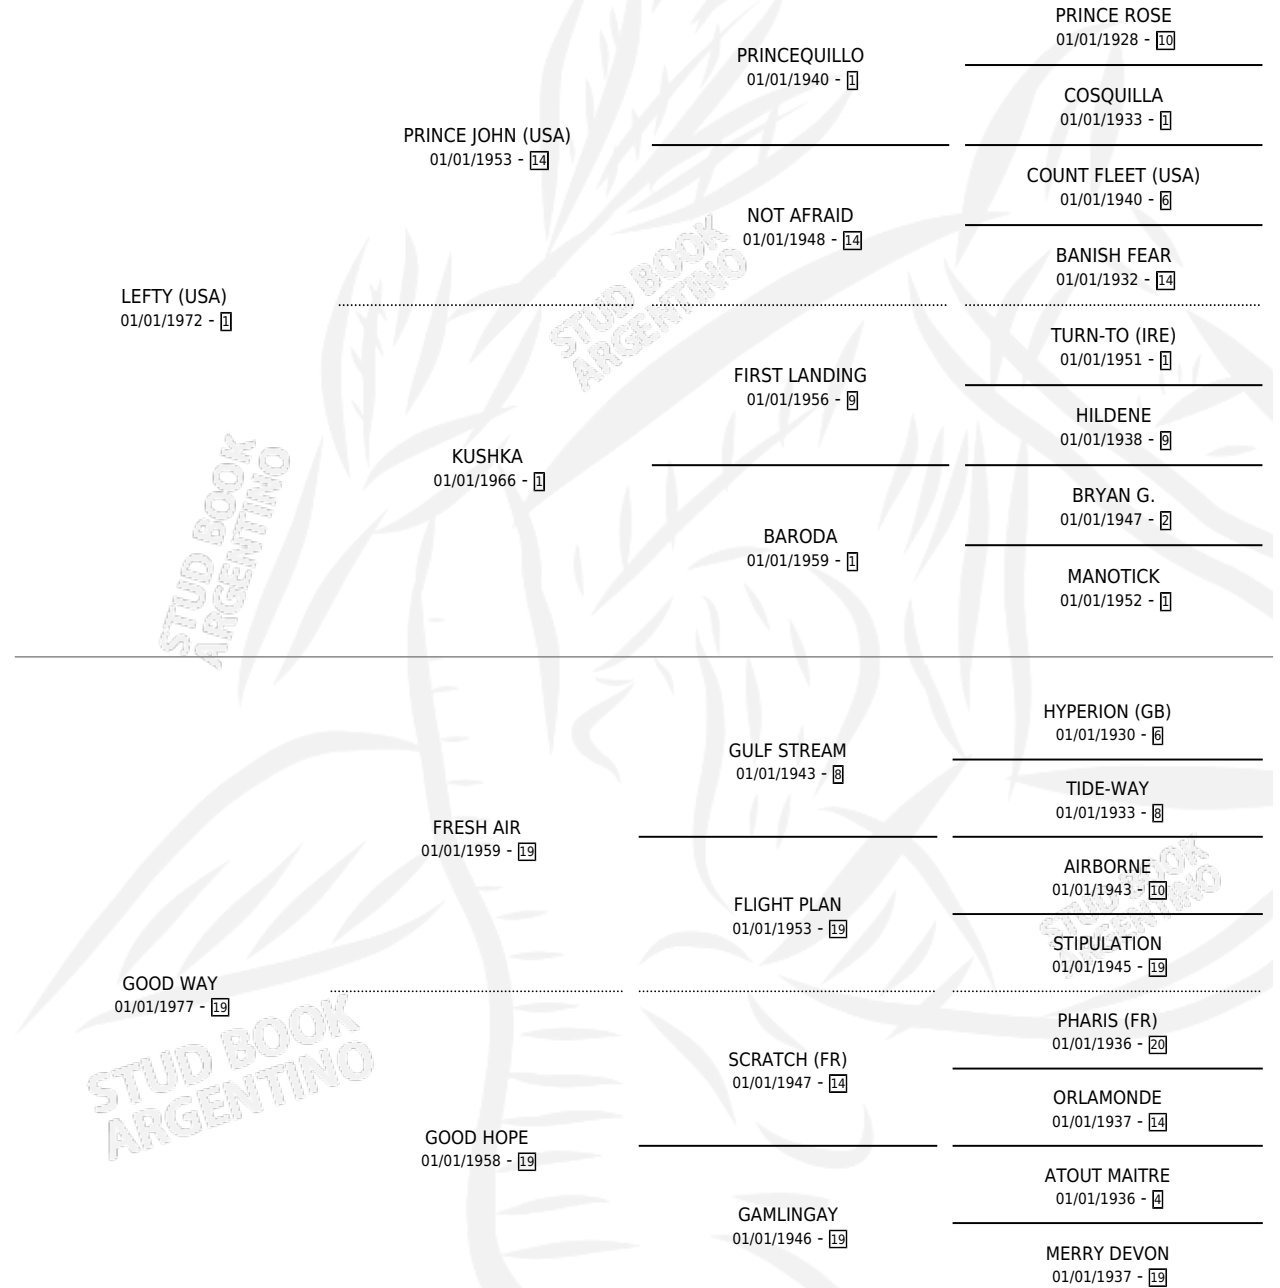 PRINCE ROSE
01/01/1928 - 10
PRINCEQUILLO
01/01/1940 - 1
COSQUILLA
01/01/1933 - 1
PRINCE JOHN (USA)
01/01/1953 - 14
COUNT FLEET (USA)
01/01/1940 - 6
NOT AFRAID
01/01/1948 - 14
BANISH FEAR
01/01/1932 - 14
LEFTY (USA)
01/01/1972 - 1
STUD BOOK
ARGENTINO
TURN-TO (IRE)
01/01/1951 - 1
FIRST LANDING
01/01/1956 - 9
HILDENE
01/01/1938 - 9
KUSHKA
01/01/1966 - 1
BRYAN G.
01/01/1947 - 2
BARODA
01/01/1959 - 1
MANOTICK
01/01/1952 - 1
STUD BOOK
ARGENTINO
HYPERION (GB)
01/01/1930 - 6
GULF STREAM
01/01/1943 - 8
TIDE-WAY
01/01/1933 - 8
FRESH AIR
01/01/1959 - 19
AIRBORNE
01/01/1943 - 10
FLIGHT PLAN
01/01/1953 - 19
STIPULATION
01/01/1945 - 19
STUD BOOK
ARGENTINO
GOOD WAY
01/01/1977 - 19
PHARIS (FR)
01/01/1936 - 20
SCRATCH (FR)
01/01/1947 - 14
ORLAMONDE
01/01/1937 - 14
STUD BOOK
ARGENTINO
GOOD HOPE
01/01/1958 - 19
ATOUT MAITRE
01/01/1936 - 4
GAMLINGAY
01/01/1946 - 19
MERRY DEVON
01/01/1937 - 19